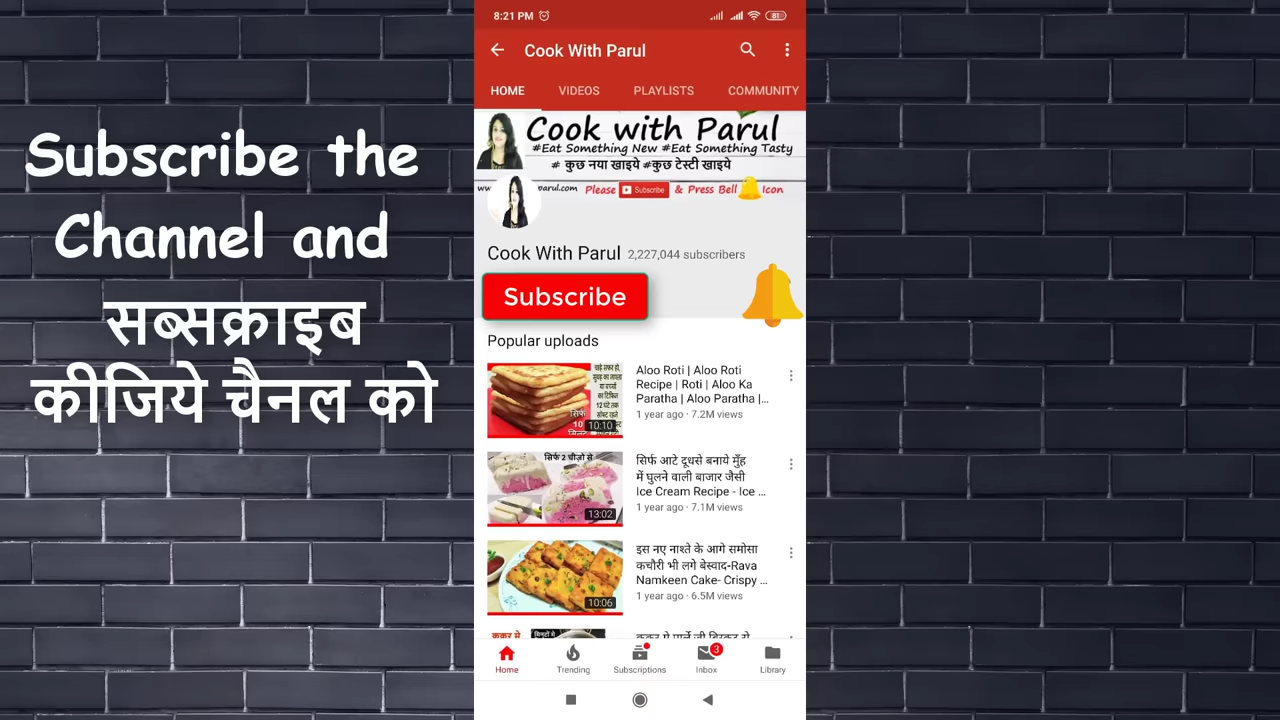 Subscribe the
Channel and
सब्सक्राइब
कीजिये चैनल को
8:21 PM
81
Cook With Parul
HOME VIDEOS PLAYLISTS COMMUNITY
Cook with Parul
#Eat Something New #Eat Something Tasty
# कुछ नया खाइये #कुछ टेस्टी खाइये
Please Subscribe & Press Bell Icon
Cook With Parul 2,227,044 subscribers
Subscribe
Popular uploads
Aloo Roti | Aloo Roti
Recipe | Roti | Aloo Ka
Paratha | Aloo Paratha |...
1 year ago · 7.2M views
सिर्फ
10
10:10
सिर्फ आटे दूधसे बनाये मुँह
में घुलने वाली बाजार जैसी
Ice Cream Recipe - Ice ...
1 year ago · 7.1M views
सिर्फ 2 चीज़ो से
13:02
इस नए नाश्ते के आगे समोसा
कचौरी भी लगे बेस्वाद-Rava
Namkeen Cake- Crispy ...
1 year ago · 6.5M views
10:06
Home Trending Subscriptions Inbox Library
3